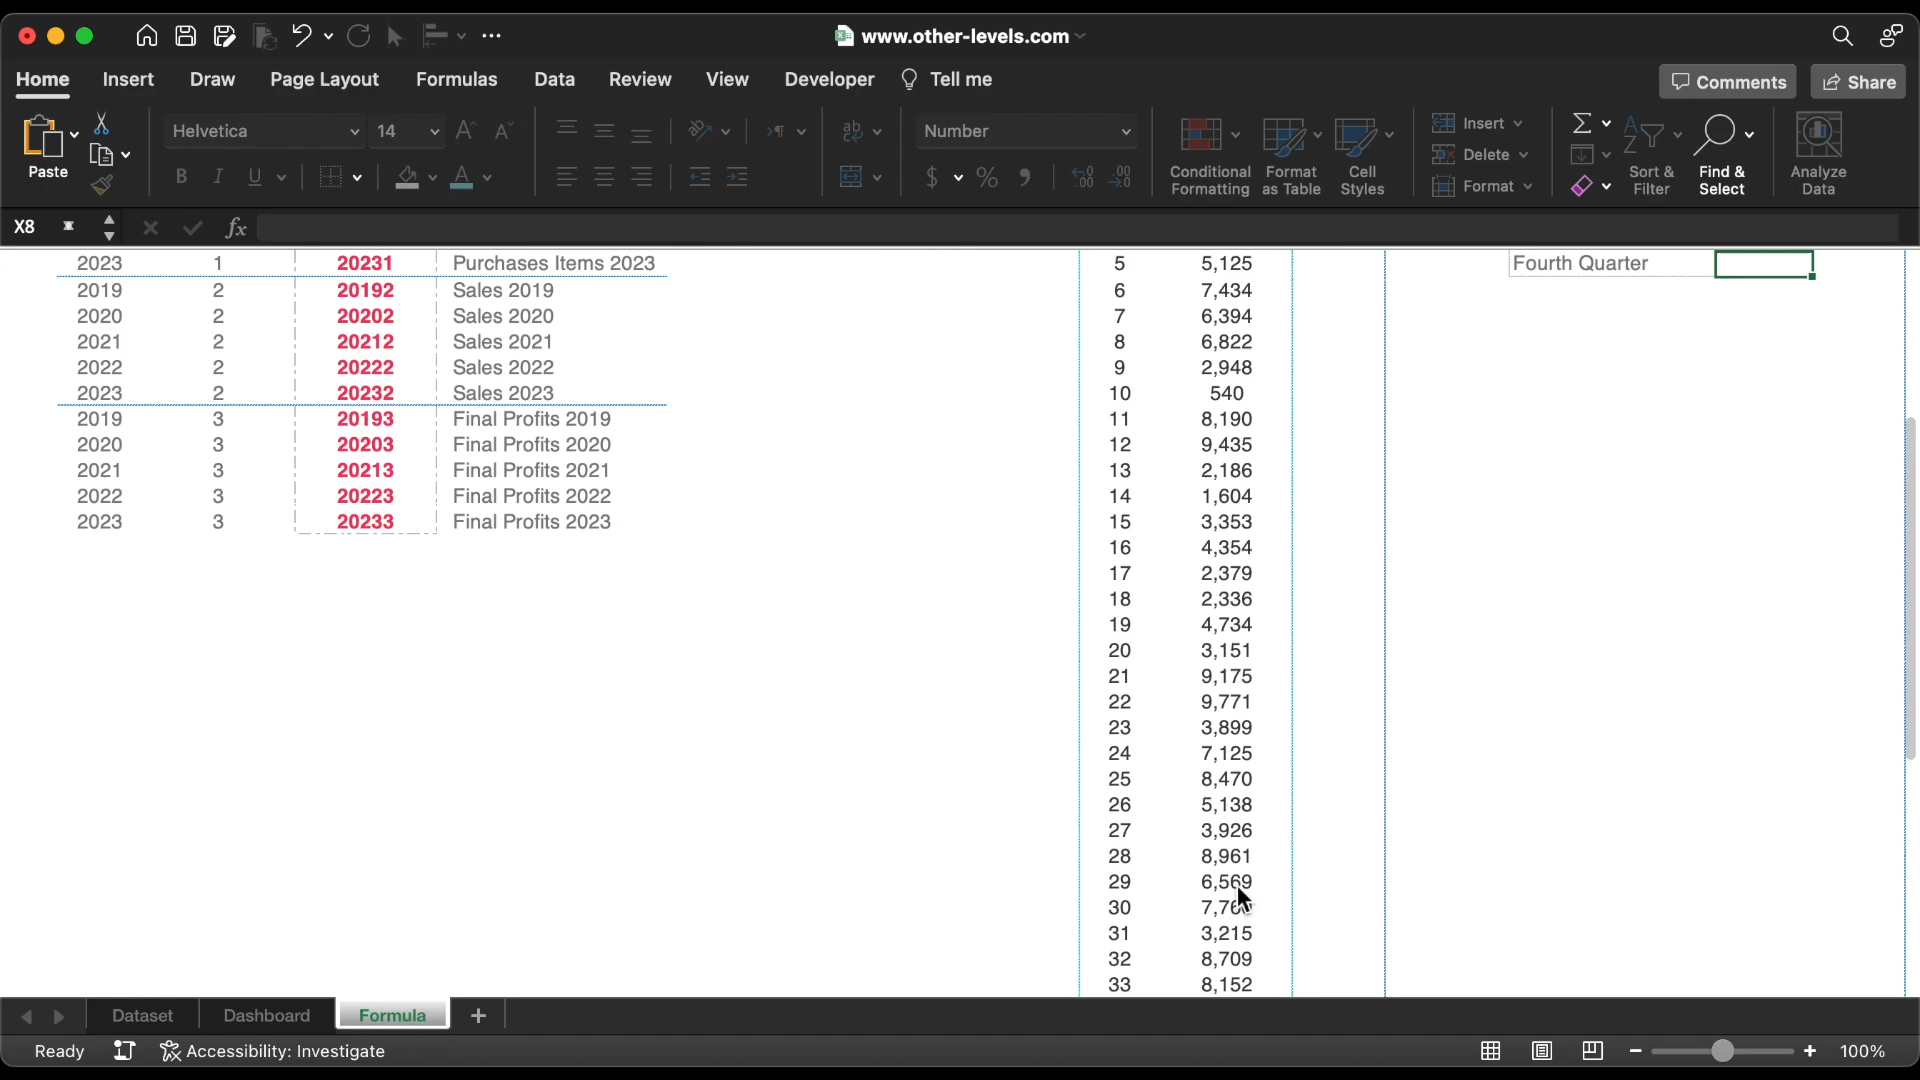 www.other-levels.com
Home Insert Draw Page Layout Formulas Data Review View Developer Tell me Comments Share
Paste Helvetica 14 Number Conditional Formatting Format as Table Cell Styles Insert Delete Format Sort & Filter Find & Select Analyze Data
X8 fx
2023 1 20231 Purchases Items 2023 5 5,125 Fourth Quarter
2019 2 20192 Sales 2019 6 7,434
2020 2 20202 Sales 2020 7 6,394
2021 2 20212 Sales 2021 8 6,822
2022 2 20222 Sales 2022 9 2,948
2023 2 20232 Sales 2023 10 540
2019 3 20193 Final Profits 2019 11 8,190
2020 3 20203 Final Profits 2020 12 9,435
2021 3 20213 Final Profits 2021 13 2,186
2022 3 20223 Final Profits 2022 14 1,604
2023 3 20233 Final Profits 2023 15 3,353
16 4,354
17 2,379
18 2,336
19 4,734
20 3,151
21 9,175
22 9,771
23 3,899
24 7,125
25 8,470
26 5,138
27 3,926
28 8,961
29 6,569
30
31 3,215
32 8,709
33 8,152
Dataset Dashboard Formula
Ready Accessibility: Investigate 100%